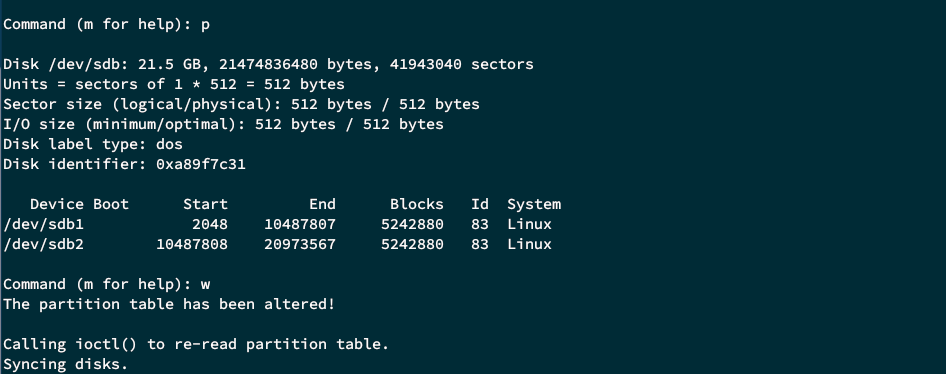 Command (m for help): p
Disk /dev/sdb: 21.5 GB, 21474836480 bytes, 41943040 sectors
Units = sectors of 1 * 512 = 512 bytes
Sector size (logical/physical): 512 bytes / 512 bytes
I/O size (minimum/optimal): 512 bytes / 512 bytes
Disk label type: dos
Disk identifier: 0xa89f7c31
   Device Boot      Start         End      Blocks   Id  System
/dev/sdb1            2048    10487807     5242880   83  Linux
/dev/sdb2        10487808    20973567     5242880   83  Linux
Command (m for help): w
The partition table has been altered!
Calling ioctl() to re-read partition table.
Syncing disks.